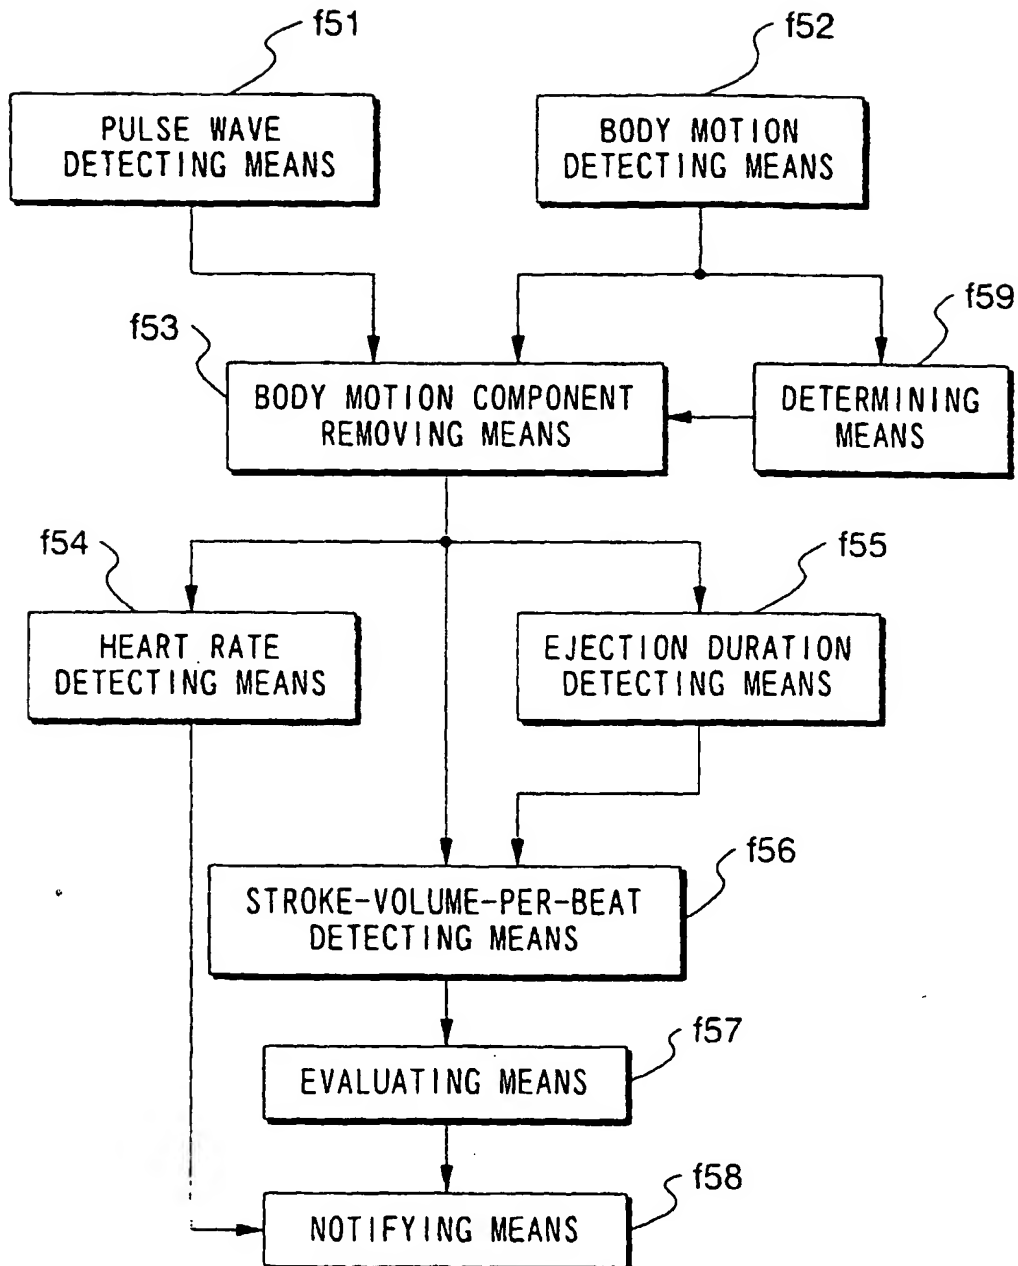 f51
f52
PULSE WAVE
DETECTING MEANS
BODY MOTION
DETECTING MEANS
f53
f59
BODY MOTION COMPONENT
REMOVING MEANS
DETERMINING
MEANS
f54
f55
HEART RATE
DETECTING MEANS
EJECTION DURATION
DETECTING MEANS
f56
STROKE-VOLUME-PER-BEAT
DETECTING MEANS
f57
EVALUATING MEANS
f58
NOTIFYING MEANS